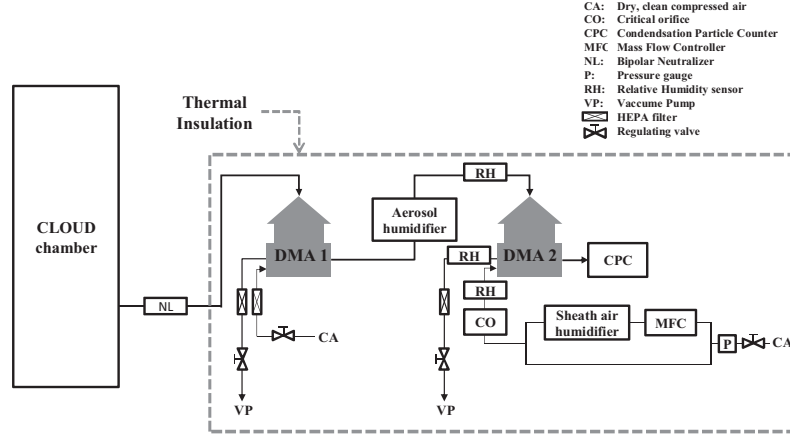 CA: Dry, clean compressed air
CO: Critical orifice
CPC Condendsation Particle Counter
MFC Mass Flow Controller
NL: Bipolar Neutralizer
P: Pressure gauge
RH: Relative Humidity sensor
VP: Vaccume Pump
HEPA filter
Regulating valve
Thermal
Insulation
CLOUD
chamber
NL
DMA 1
Aerosol
humidifier
RH
RH
DMA 2
CPC
RH
CO
Sheath air
humidifier
MFC
P
CA
CA
VP
VP